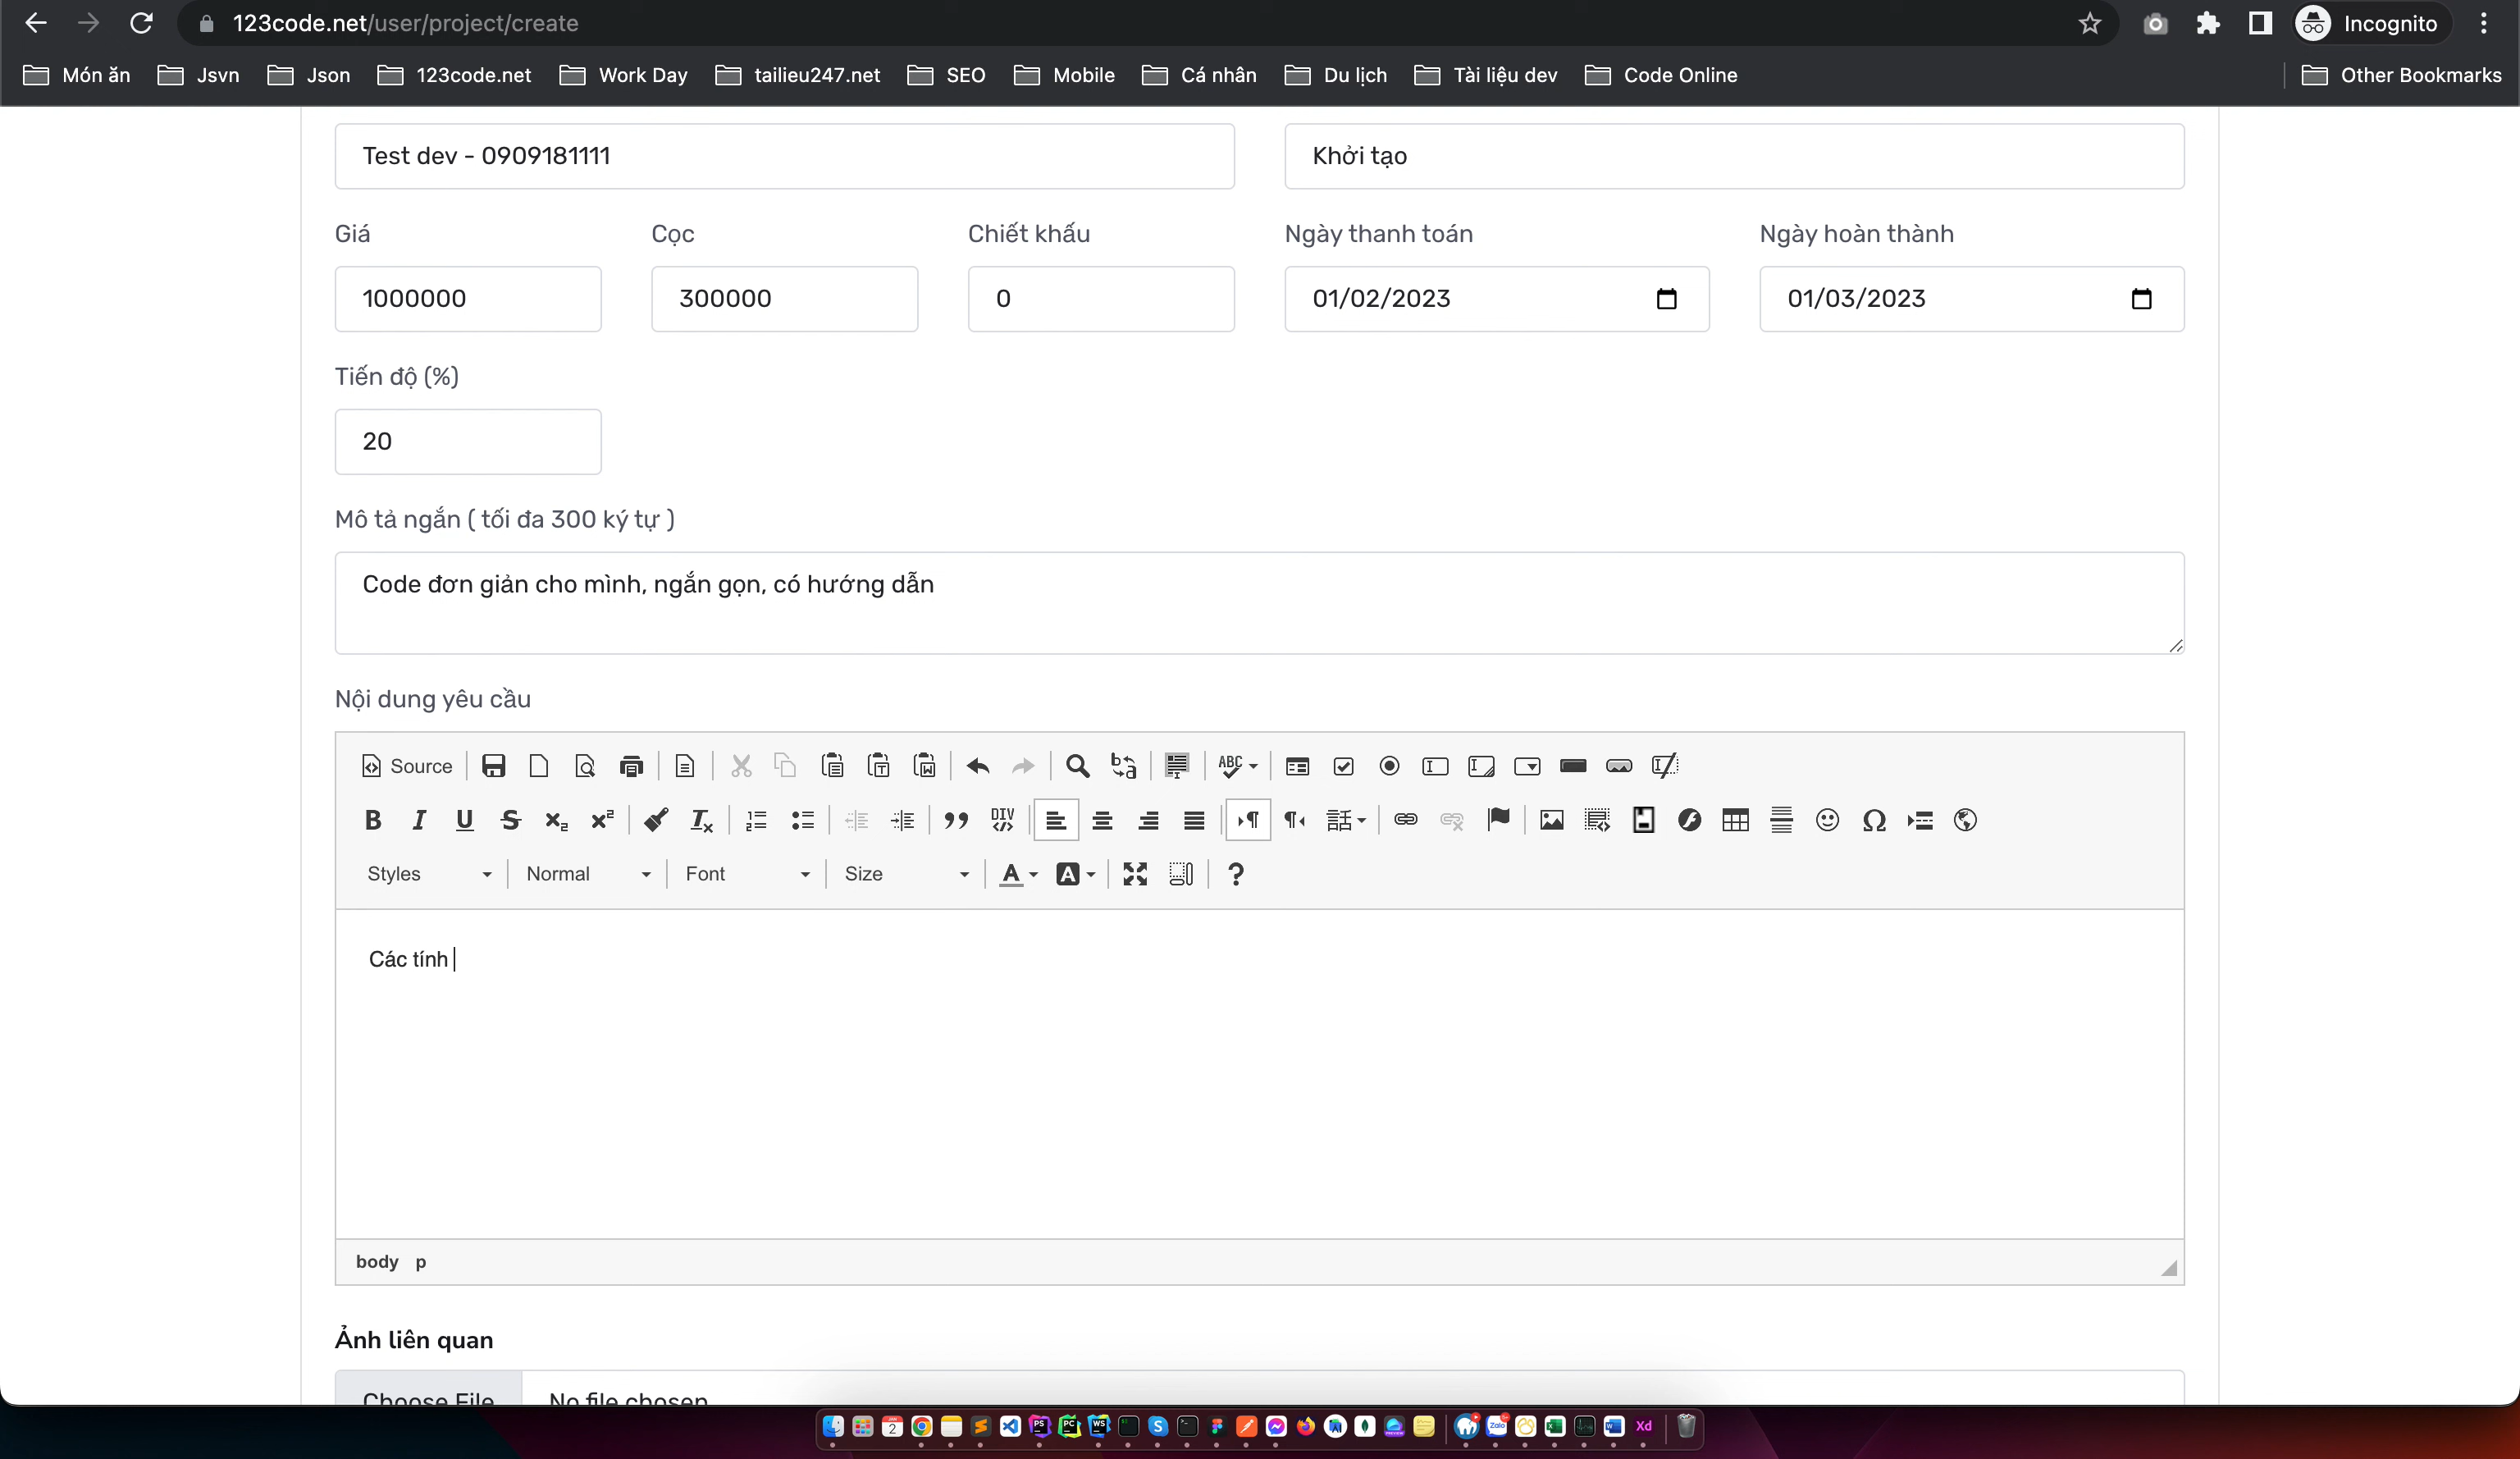 123code.net/user/project/create
Incognito
Món ăn
Jsvn
Json
123code.net
Work Day
tailieu247.net
SEO
Mobile
Cá nhân
Du lịch
Tài liệu dev
Code Online
Other Bookmarks
Test dev - 0909181111
Khởi tạo
Giá
Cọc
Chiết khấu
Ngày thanh toán
Ngày hoàn thành
1000000
300000
0
01/02/2023
01/03/2023
Tiến độ (%)
20
Mô tả ngắn ( tối đa 300 ký tự )
Code đơn giản cho mình, ngắn gọn, có hướng dẫn
Nội dung yêu cầu
Source
Styles
Normal
Font
Size
Các tính
body p
Ảnh liên quan
Choose File
No file chosen